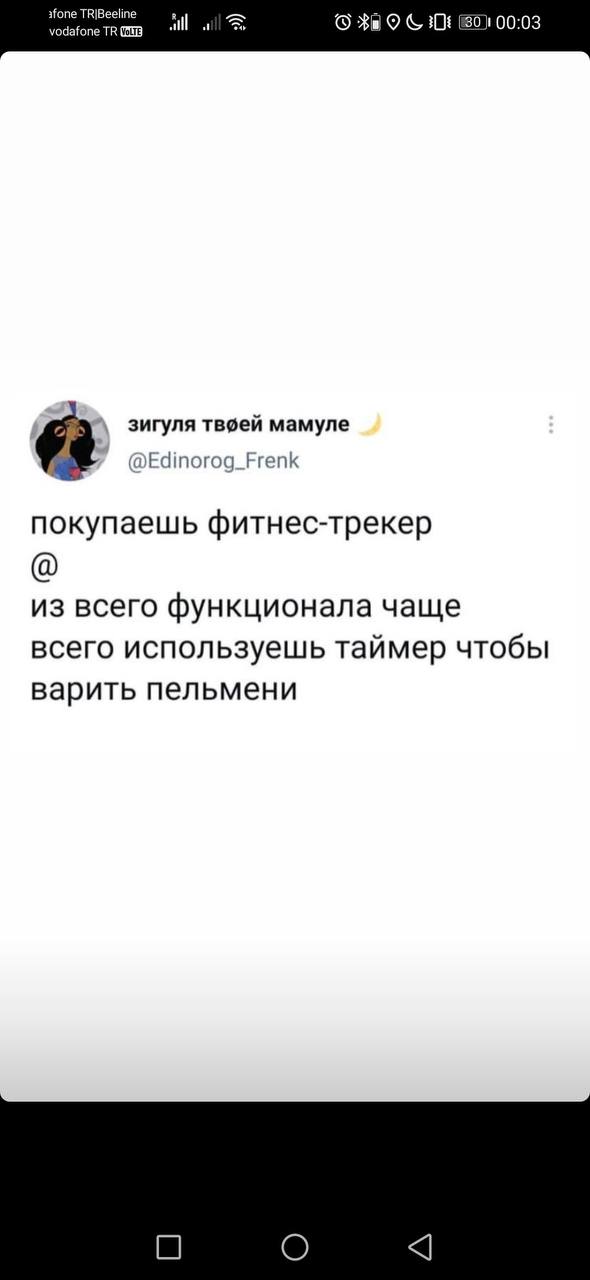 afone TR|Beeline
vodafone TR VoLTE
R
30 00:03
зигуля твøей мамуле 🌙
@Edinorog_Frenk
покупаешь фитнес-трекер
@
из всего функционала чаще
всего используешь таймер чтобы
варить пельмени